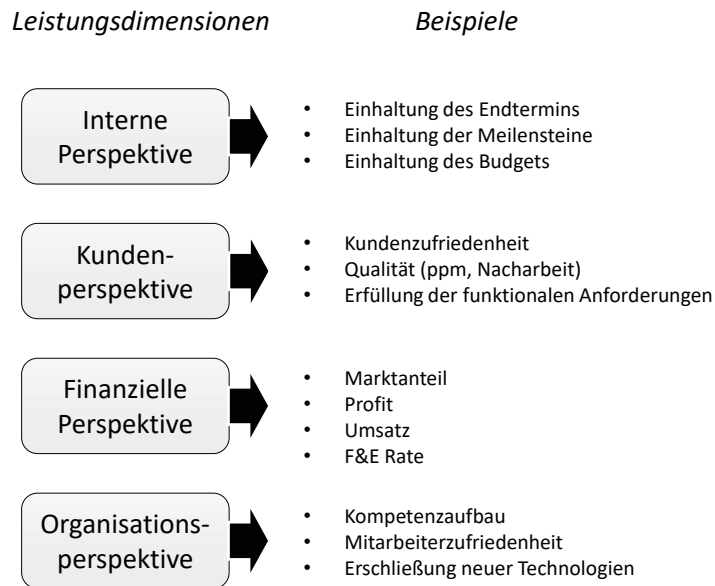 Leistungsdimensionen
Beispiele
Interne
Perspektive
• Einhaltung des Endtermins
• Einhaltung der Meilensteine
• Einhaltung des Budgets
Kunden-
perspektive
• Kundenzufriedenheit
• Qualität (ppm, Nacharbeit)
• Erfüllung der funktionalen Anforderungen
Finanzielle
Perspektive
• Marktanteil
• Profit
• Umsatz
• F&E Rate
Organisations-
perspektive
• Kompetenzaufbau
• Mitarbeiterzufriedenheit
• Erschließung neuer Technologien